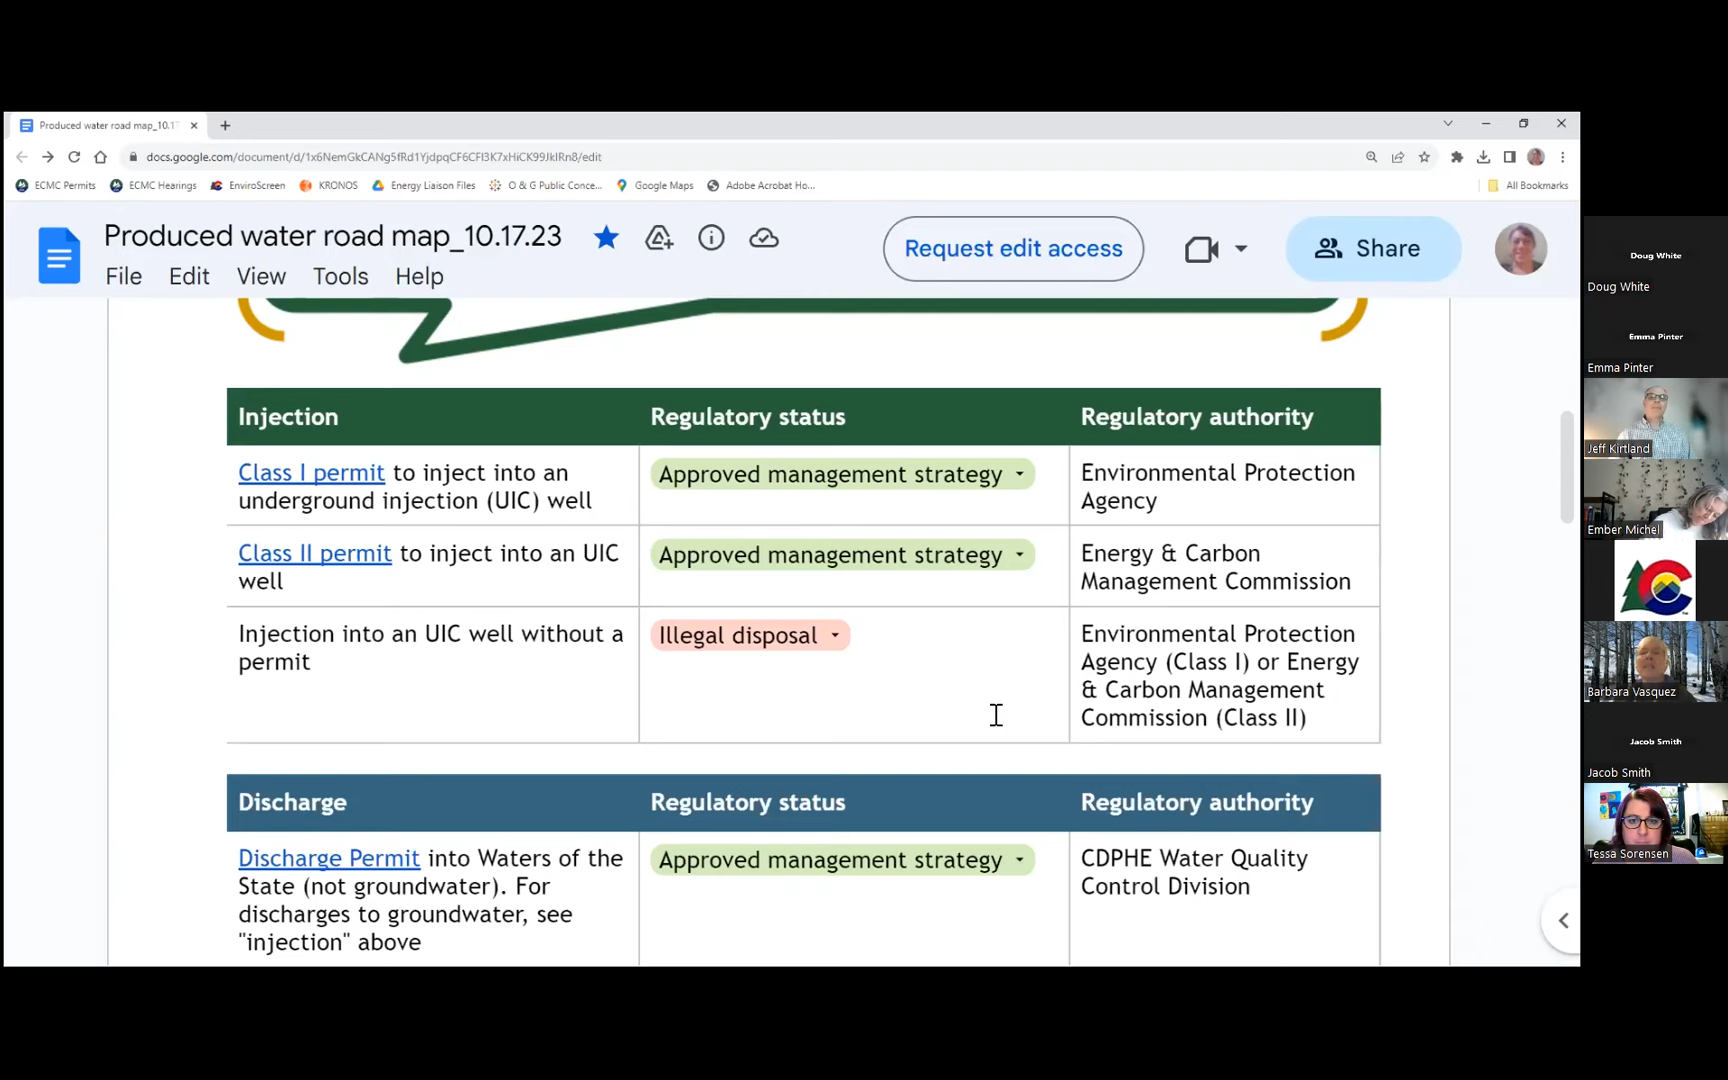 Produced water road map_10.1
docs.google.com/document/d/1x6NemGkCANg5fRd1YjdpqCF6CFI3K7xHiCK99JkIRn8/edit
ECMC Permits
ECMC Hearings
EnviroScreen
KRONOS
Energy Liaison Files
O & G Public Conce...
Google Maps
Adobe Acrobat Ho...
All Bookmarks
Produced water road map_10.17.23
Request edit access
Share
File Edit View Tools Help
Injection
Regulatory status
Regulatory authority
Class I permit to inject into an
underground injection (UIC) well
Approved management strategy
Environmental Protection
Agency
Class II permit to inject into an UIC
well
Approved management strategy
Energy & Carbon
Management Commission
Injection into an UIC well without a
permit
Illegal disposal
Environmental Protection
Agency (Class I) or Energy
& Carbon Management
Commission (Class II)
Discharge
Regulatory status
Regulatory authority
Discharge Permit into Waters of the
State (not groundwater). For
discharges to groundwater, see
"injection" above
Approved management strategy
CDPHE Water Quality
Control Division
Doug White
Doug White
Emma Pinter
Emma Pinter
Jeff Kirtland
Ember Michel
C
Barbara Vasquez
Jacob Smith
Jacob Smith
Tessa Sorensen